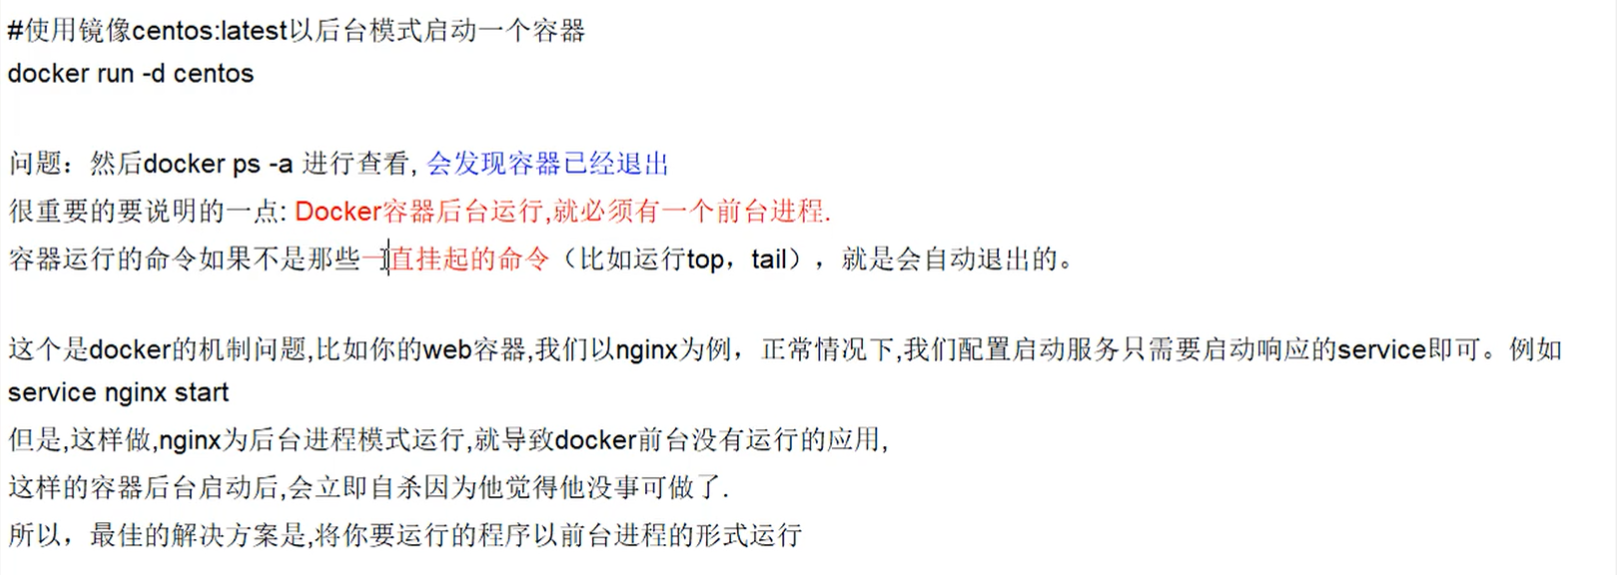 #使用镜像centos:latest以后台模式启动一个容器
docker run -d centos
问题：然后docker ps -a 进行查看, 会发现容器已经退出
很重要的要说明的一点: Docker容器后台运行,就必须有一个前台进程.
容器运行的命令如果不是那些一直挂起的命令（比如运行top，tail），就是会自动退出的。
这个是docker的机制问题,比如你的web容器,我们以nginx为例，正常情况下,我们配置启动服务只需要启动响应的service即可。例如
service nginx start
但是,这样做,nginx为后台进程模式运行,就导致docker前台没有运行的应用,
这样的容器后台启动后,会立即自杀因为他觉得他没事可做了.
所以，最佳的解决方案是,将你要运行的程序以前台进程的形式运行